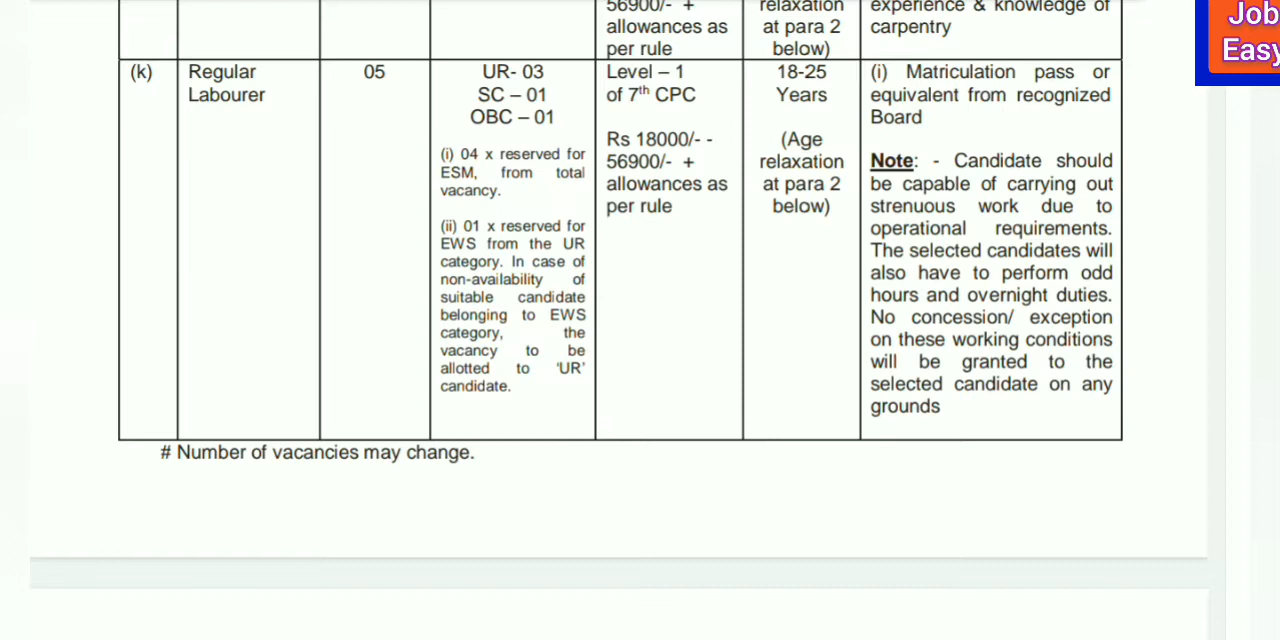 56900/- +
allowances as
per rule
relaxation
at para 2
below)
experience & knowledge of
carpentry
Job
Easy
(k)
Regular
Labourer
05
UR- 03
SC – 01
OBC – 01
(i) 04 x reserved for
ESM, from total
vacancy.
(ii) 01 x reserved for
EWS from the UR
category. In case of
non-availability of
suitable candidate
belonging to EWS
category, the
vacancy to be
allotted to 'UR'
candidate.
Level – 1
of 7th CPC
Rs 18000/- -
56900/- +
allowances as
per rule
18-25
Years
(Age
relaxation
at para 2
below)
(i) Matriculation pass or
equivalent from recognized
Board
Note: - Candidate should
be capable of carrying out
strenuous work due to
operational requirements.
The selected candidates will
also have to perform odd
hours and overnight duties.
No concession/ exception
on these working conditions
will be granted to the
selected candidate on any
grounds
# Number of vacancies may change.